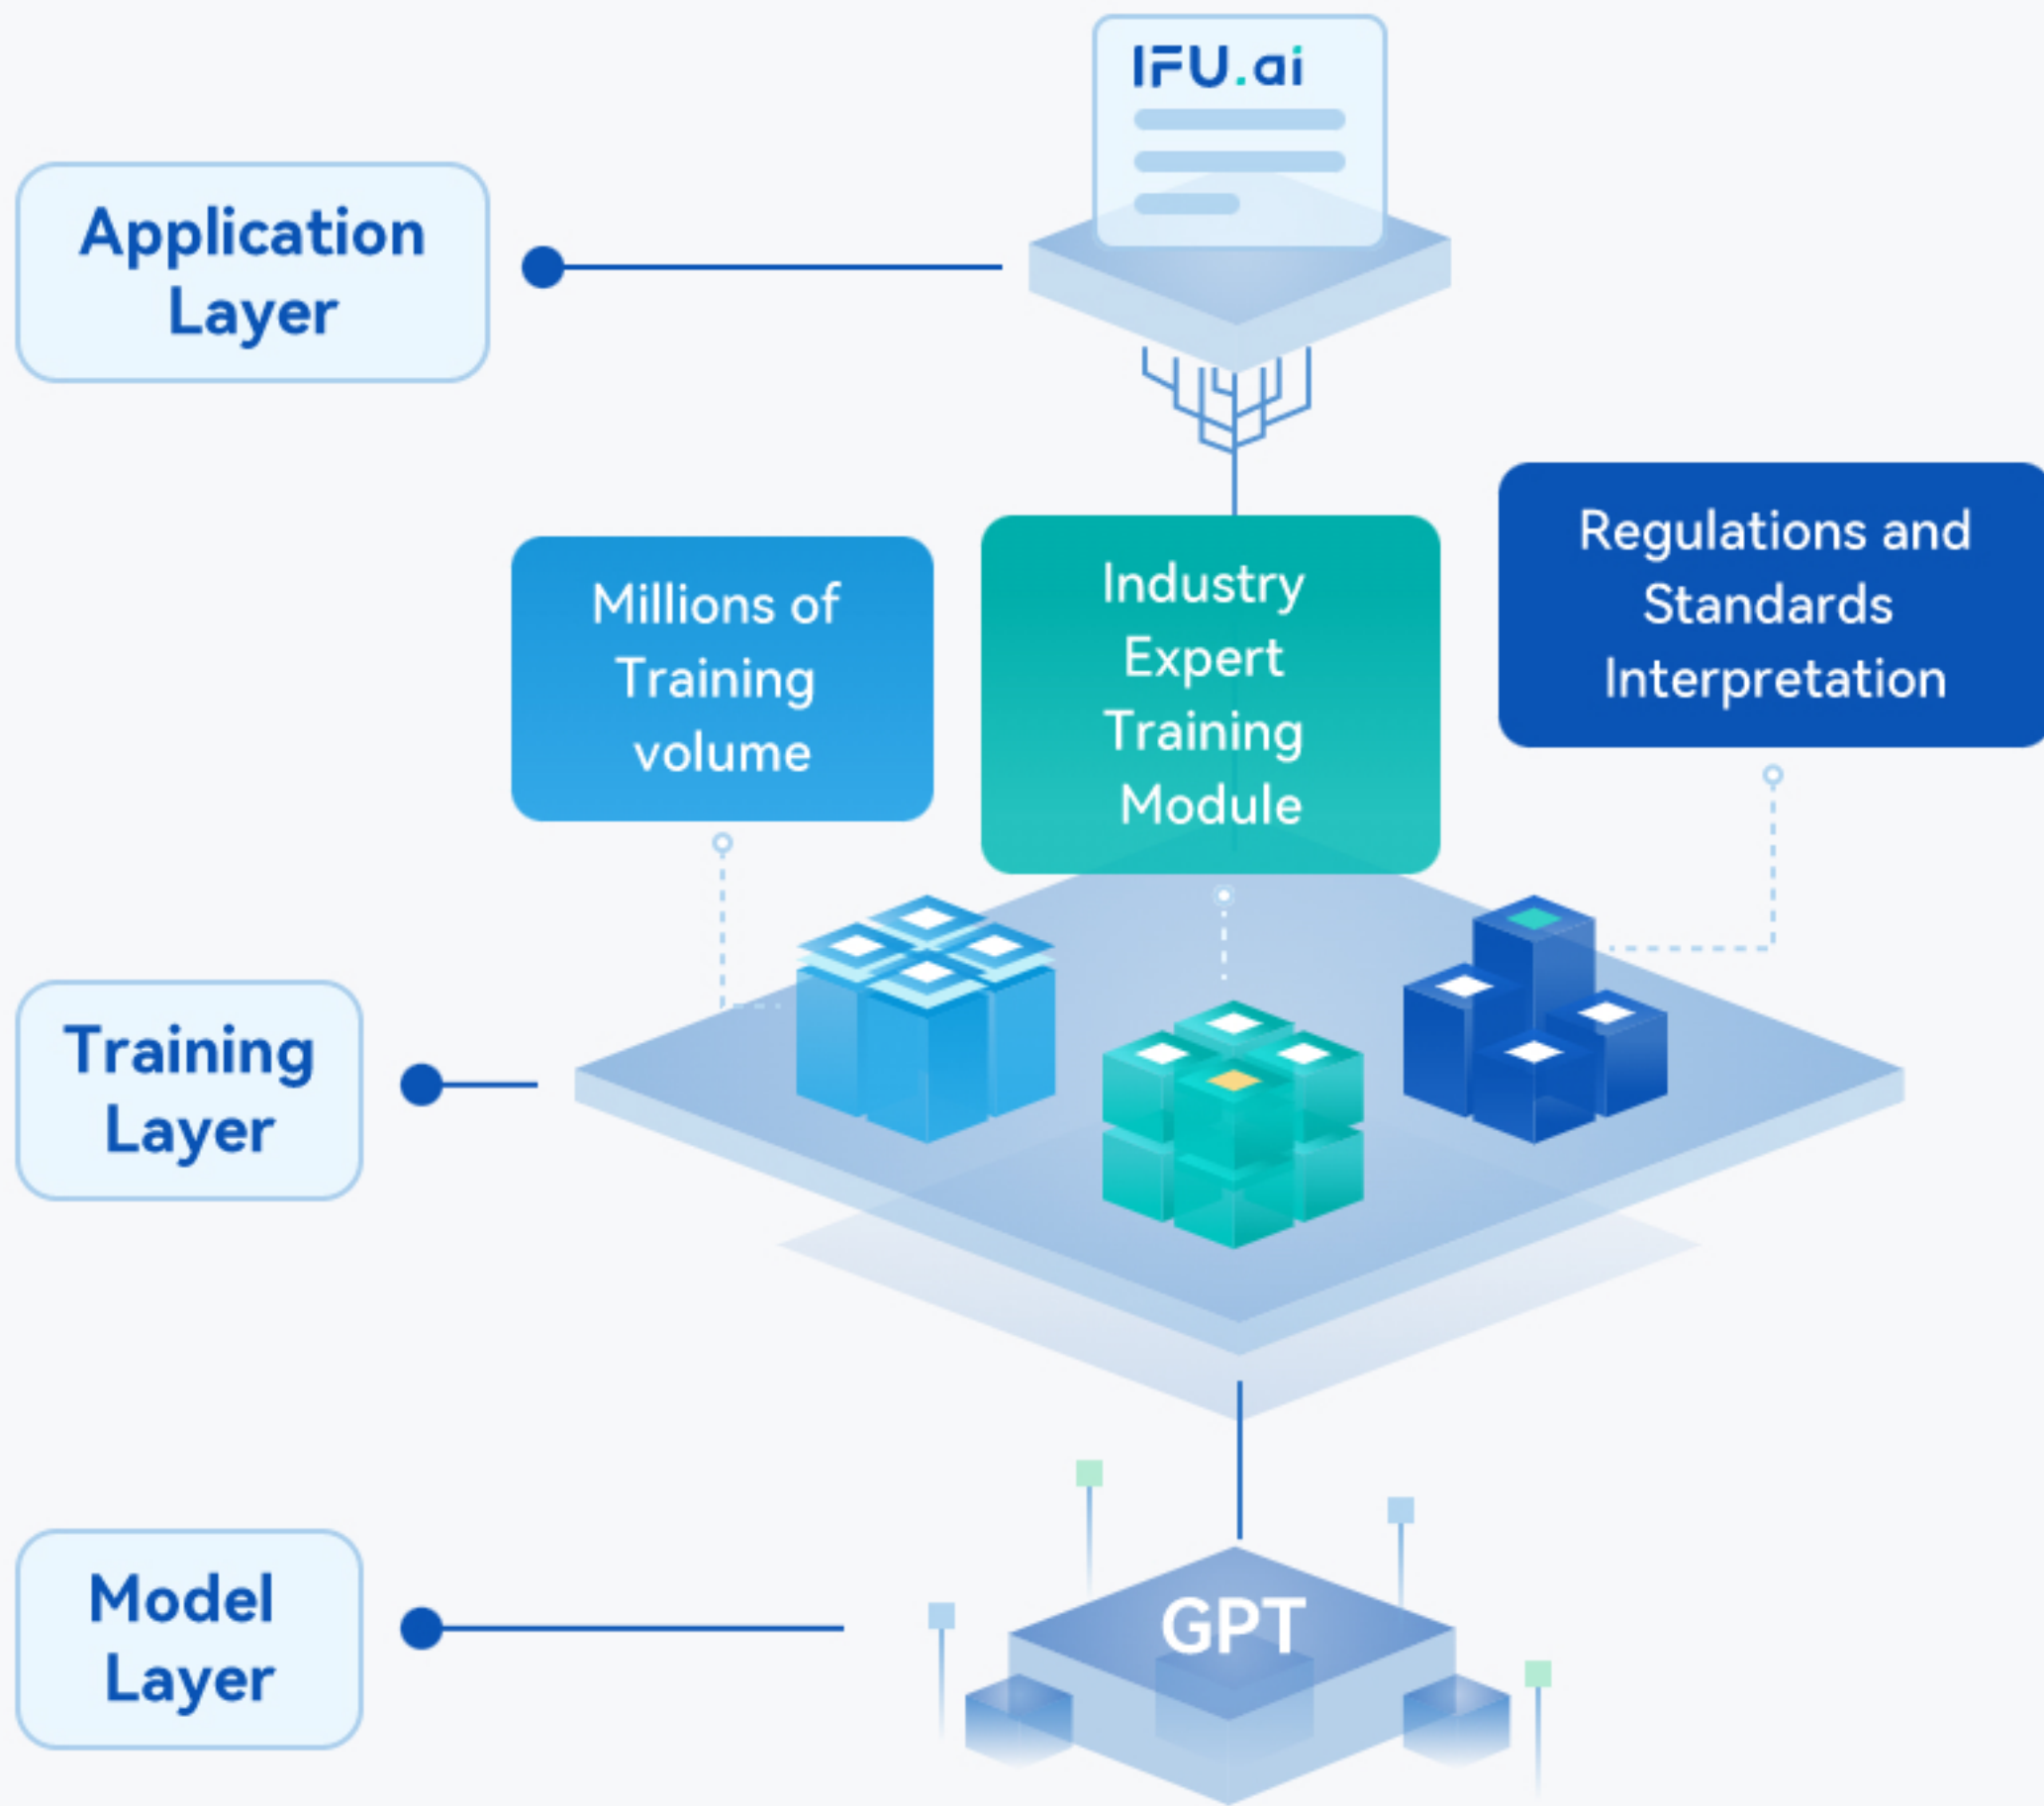 IFU.ai
Application
Layer
Millions of
Training
volume
Industry
Expert
Training
Module
Regulations and
Standards
Interpretation
Training
Layer
Model
Layer
GPT